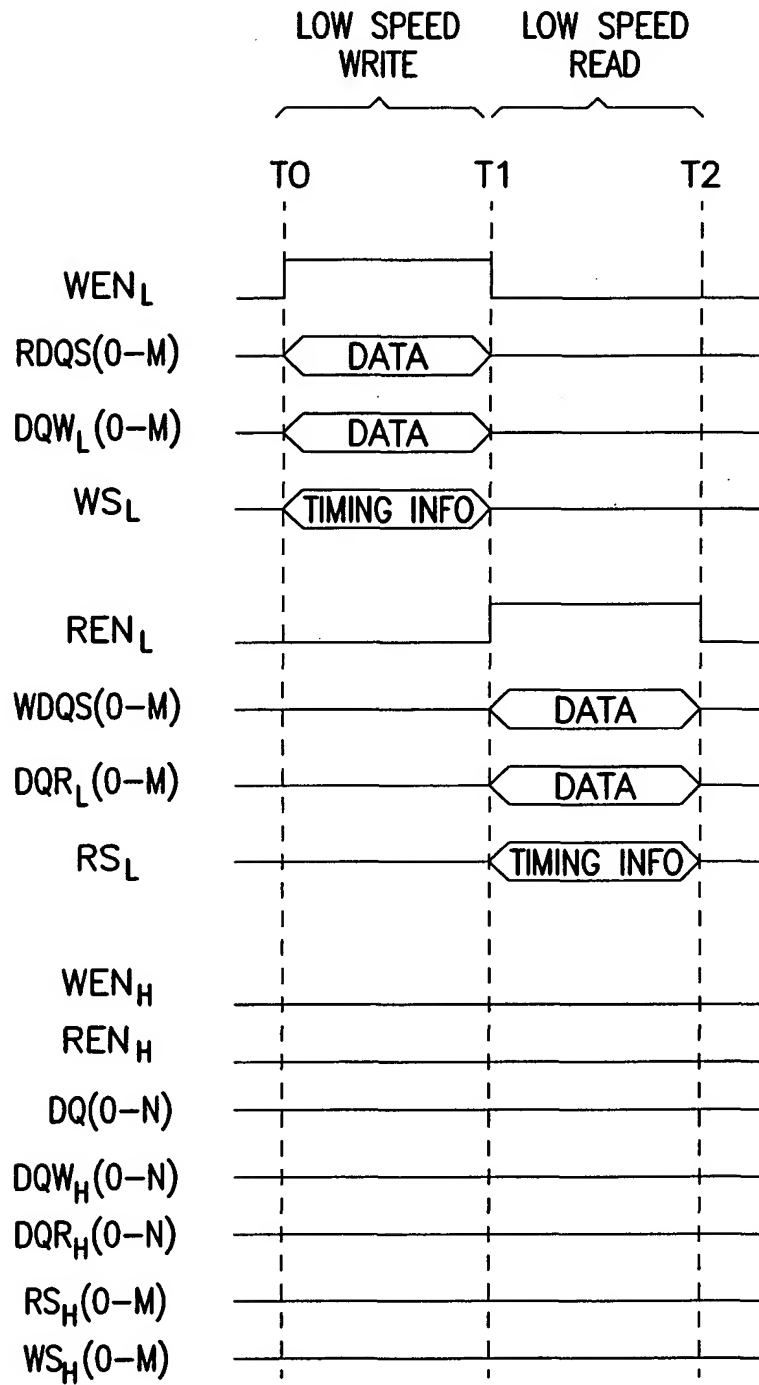 LOW SPEED WRITE
LOW SPEED READ
T0 T1 T2
WEN_L
RDQS(0-M) DATA
DQW_L(0-M) DATA
WS_L TIMING INFO
REN_L
WDQS(0-M) DATA
DQR_L(0-M) DATA
RS_L TIMING INFO
WEN_H
REN_H
DQ(0-N)
DQW_H(0-N)
DQR_H(0-N)
RS_H(0-M)
WS_H(0-M)